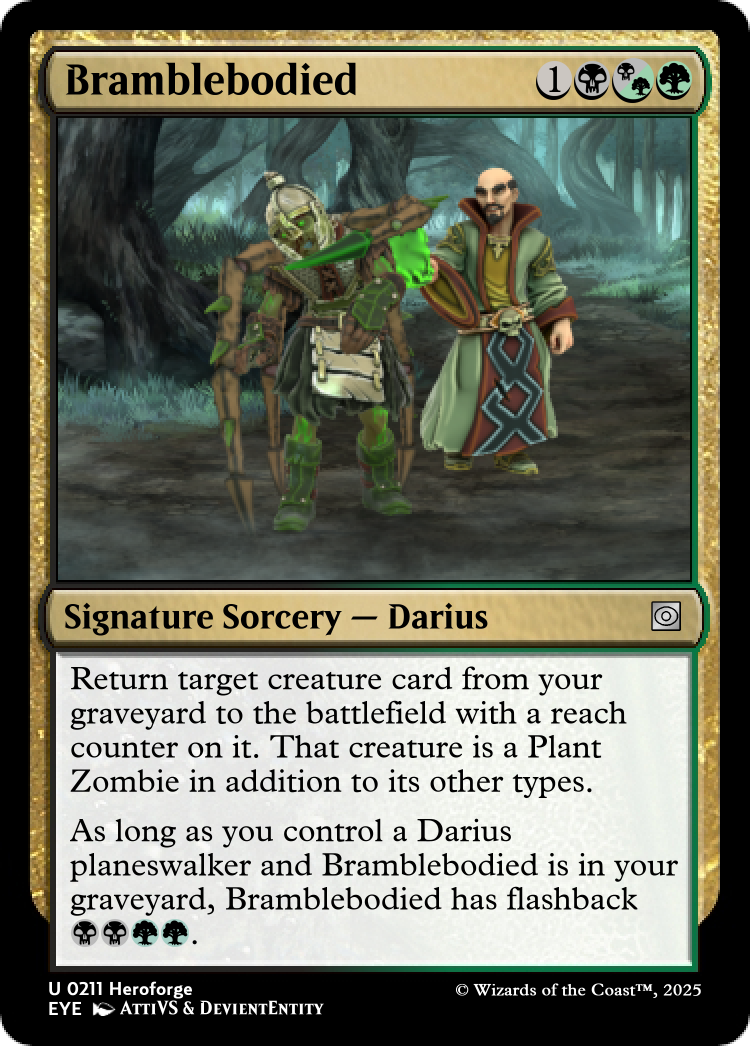 Bramblebodied 1
Signature Sorcery — Darius
Return target creature card from your
graveyard to the battlefield with a reach
counter on it. That creature is a Plant
Zombie in addition to its other types.
As long as you control a Darius
planeswalker and Bramblebodied is in your
graveyard, Bramblebodied has flashback
.
U 0211 Heroforge
EYE AttiVS & DevientEntity
© Wizards of the Coast™, 2025